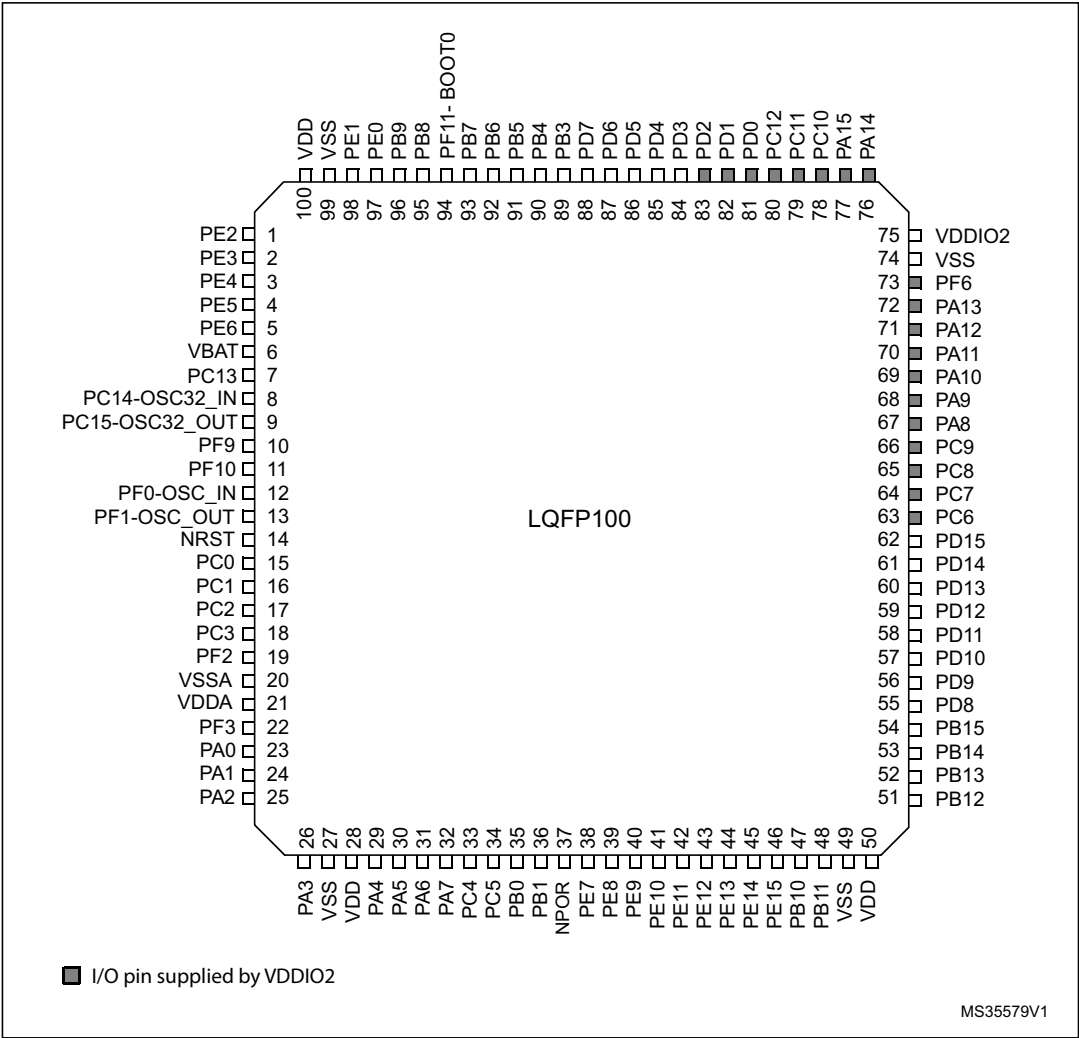 100 VDD
99 VSS
98 PE1
97 PE0
96 PB9
95 PB8
94 PF11- BOOT0
93 PB7
92 PB6
91 PB5
90 PB4
89 PB3
88 PD7
87 PD6
86 PD5
85 PD4
84 PD3
83 PD2
82 PD1
81 PD0
80 PC12
79 PC11
78 PC10
77 PA15
76 PA14
PE2 1
PE3 2
PE4 3
PE5 4
PE6 5
VBAT 6
PC13 7
PC14-OSC32_IN 8
PC15-OSC32_OUT 9
PF9 10
PF10 11
PF0-OSC_IN 12
PF1-OSC_OUT 13
NRST 14
PC0 15
PC1 16
PC2 17
PC3 18
PF2 19
VSSA 20
VDDA 21
PF3 22
PA0 23
PA1 24
PA2 25
LQFP100
75 VDDIO2
74 VSS
73 PF6
72 PA13
71 PA12
70 PA11
69 PA10
68 PA9
67 PA8
66 PC9
65 PC8
64 PC7
63 PC6
62 PD15
61 PD14
60 PD13
59 PD12
58 PD11
57 PD10
56 PD9
55 PD8
54 PB15
53 PB14
52 PB13
51 PB12
PA3 26
VSS 27
VDD 28
PA4 29
PA5 30
PA6 31
PA7 32
PC4 33
PC5 34
PB0 35
PB1 36
NPOR 37
PE7 38
PE8 39
PE9 40
PE10 41
PE11 42
PE12 43
PE13 44
PE14 45
PE15 46
PB10 47
PB11 48
VSS 49
VDD 50
I/O pin supplied by VDDIO2
MS35579V1